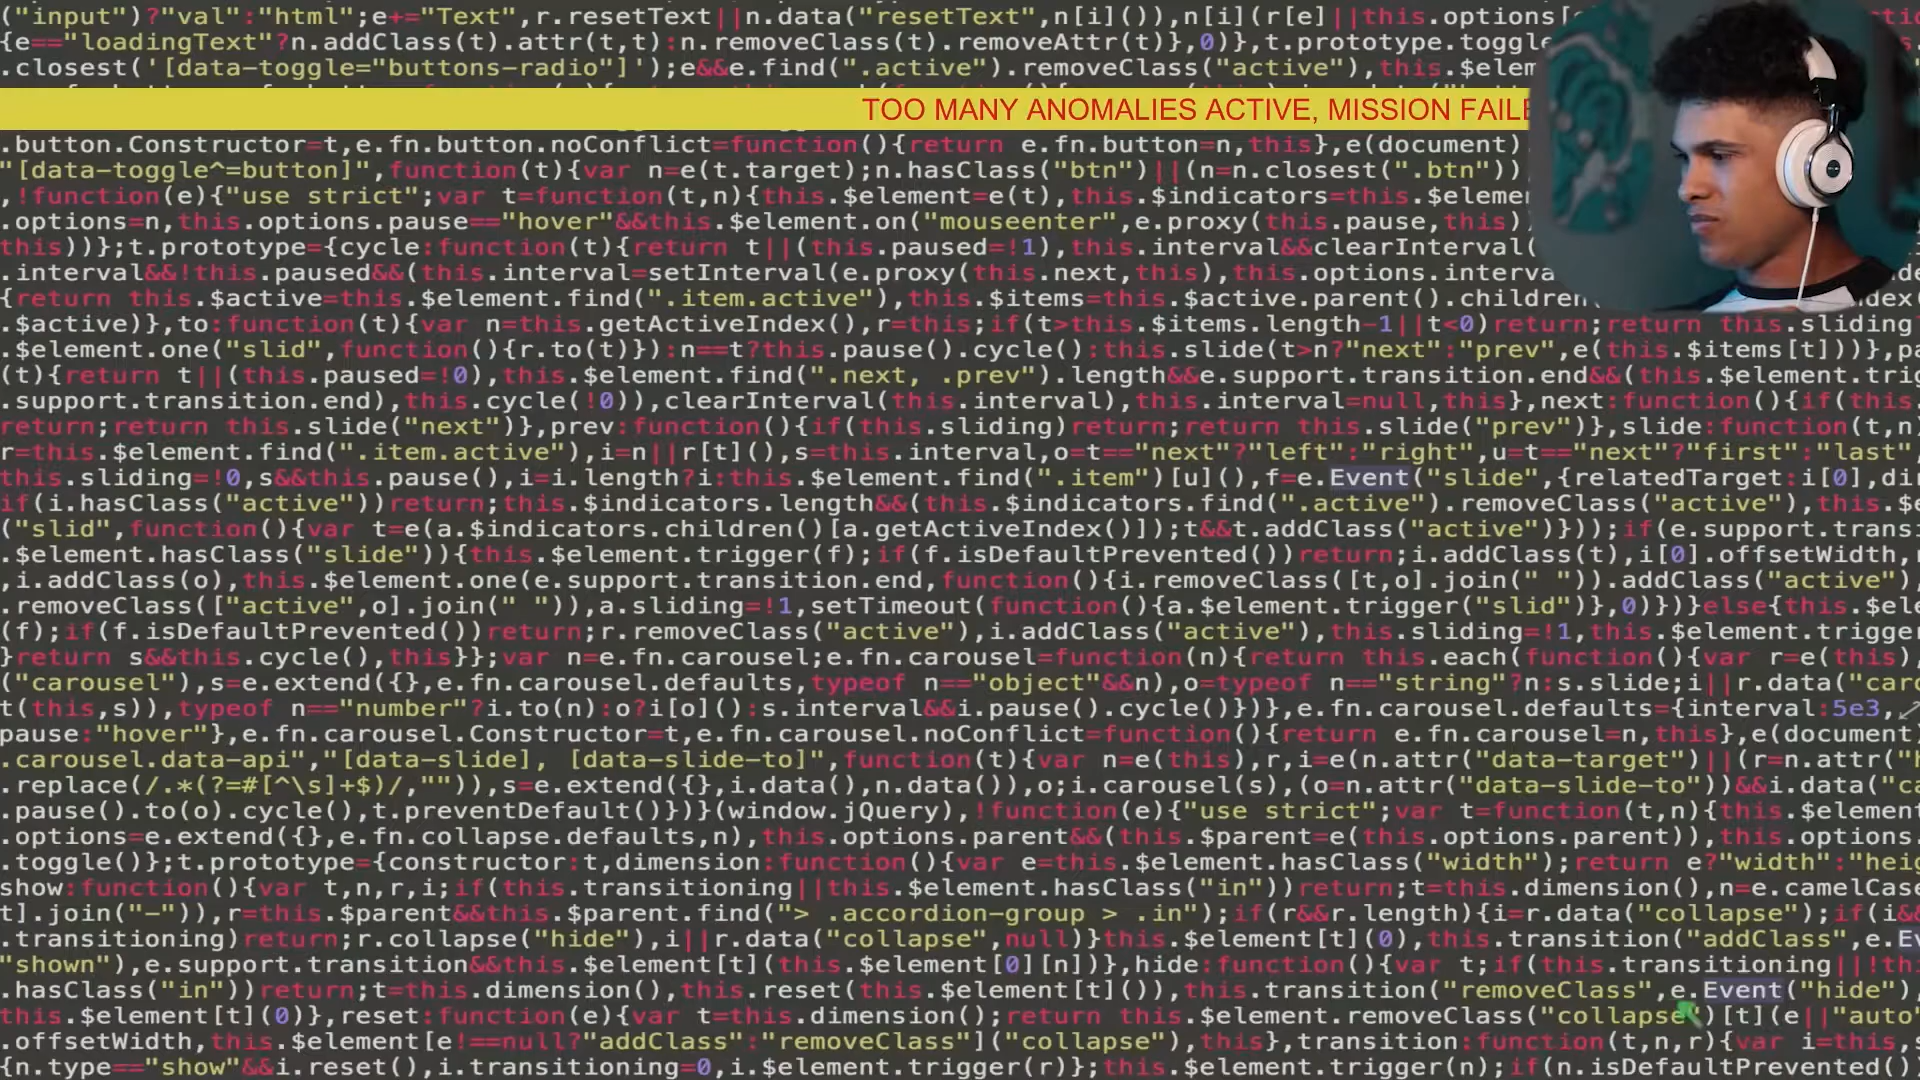 ("input")?"val":"html";e+="Text",r.resetText||n.data("resetText",n[i]()),n[i](r[e]||this.options[
{e=="loadingText"?n.addClass(t).attr(t,t):n.removeClass(t).removeAttr(t)},0)},t.prototype.toggle
.closest('[data-toggle="buttons-radio"]');e&&e.find(".active").removeClass("active"),this.$elem
TOO MANY ANOMALIES ACTIVE, MISSION FAILE
.button.Constructor=t,e.fn.button.noConflict=function(){return e.fn.button=n,this},e(document)
"[data-toggle^=button]",function(t){var n=e(t.target);n.hasClass("btn")||(n=n.closest(".btn"))
,!function(e){"use strict";var t=function(t,n){this.$element=e(t),this.$indicators=this.$elemen
.options=n,this.options.pause=="hover"&&this.$element.on("mouseenter",e.proxy(this.pause,this)
this))};t.prototype={cycle:function(t){return t||(this.paused=!1),this.interval&&clearInterval(
.interval&&!this.paused&&(this.interval=setInterval(e.proxy(this.next,this),this.options.interva
{return this.$active=this.$element.find(".item.active"),this.$items=this.$active.parent().children
.$active)},to:function(t){var n=this.getActiveIndex(),r=this;if(t>this.$items.length-1||t<0)return;return this.sliding
.$element.one("slid",function(){r.to(t)}):n==t?this.pause().cycle():this.slide(t>n?"next":"prev",e(this.$items[t]))},pa
(t){return t||(this.paused=!0),this.$element.find(".next, .prev").length&&e.support.transition.end&&(this.$element.trig
.support.transition.end),this.cycle(!0)),clearInterval(this.interval),this.interval=null,this},next:function(){if(this.
return;return this.slide("next")},prev:function(){if(this.sliding)return;return this.slide("prev")},slide:function(t,n)
r=this.$element.find(".item.active"),i=n||r[t](),s=this.interval,o=t=="next"?"left":"right",u=t=="next"?"first":"last",
this.sliding=!0,s&&this.pause(),i=i.length?i:this.$element.find(".item")[u](),f=e.Event("slide",{relatedTarget:i[0],dir
if(i.hasClass("active"))return;this.$indicators.length&&(this.$indicators.find(".active").removeClass("active"),this.$e
("slid",function(){var t=e(a.$indicators.children()[a.getActiveIndex()]);t&&t.addClass("active")}));if(e.support.transi
.$element.hasClass("slide")){this.$element.trigger(f);if(f.isDefaultPrevented())return;i.addClass(t),i[0].offsetWidth,
,i.addClass(o),this.$element.one(e.support.transition.end,function(){i.removeClass([t,o].join(" ")).addClass("active")
.removeClass(["active",o].join(" ")),a.sliding=!1,setTimeout(function(){a.$element.trigger("slid")},0)})}else{this.$ele
(f);if(f.isDefaultPrevented())return;r.removeClass("active"),i.addClass("active"),this.sliding=!1,this.$element.trigger
}return s&&this.cycle(),this}};var n=e.fn.carousel;e.fn.carousel=function(n){return this.each(function(){var r=e(this),
("carousel"),s=e.extend({},e.fn.carousel.defaults,typeof n=="object"&&n),o=typeof n=="string"?n:s.slide;i||r.data("caro
t(this,s)),typeof n=="number"?i.to(n):o?i[o]():s.interval&&i.pause().cycle()})},e.fn.carousel.defaults={interval:5e3,
pause:"hover"},e.fn.carousel.Constructor=t,e.fn.carousel.noConflict=function(){return e.fn.carousel=n,this},e(document
.carousel.data-api","[data-slide], [data-slide-to]",function(t){var n=e(this),r,i=e(n.attr("data-target")||(r=n.attr("h
.replace(/.*(?=#[^\s]+$)/,"")),s=e.extend({},i.data(),n.data()),o;i.carousel(s),(o=n.attr("data-slide-to"))&&i.data("ca
.pause().to(o).cycle(),t.preventDefault()})}(window.jQuery),!function(e){"use strict";var t=function(t,n){this.$element
.options=e.extend({},e.fn.collapse.defaults,n),this.options.parent&&(this.$parent=e(this.options.parent)),this.options.
.toggle()};t.prototype={constructor:t,dimension:function(){var e=this.$element.hasClass("width");return e?"width":"heig
show:function(){var t,n,r,i;if(this.transitioning||this.$element.hasClass("in"))return;t=this.dimension(),n=e.camelCase
t].join("-")),r=this.$parent&&this.$parent.find("> .accordion-group > .in");if(r&&r.length){i=r.data("collapse");if(i&&
.transitioning)return;r.collapse("hide"),i||r.data("collapse",null)}this.$element[t](0),this.transition("addClass",e.Ev
"shown"),e.support.transition&&this.$element[t](this.$element[0][n])},hide:function(){var t;if(this.transitioning||!thi
.hasClass("in"))return;t=this.dimension(),this.reset(this.$element[t]()),this.transition("removeClass",e.Event("hide"),
this.$element[t](0)},reset:function(e){var t=this.dimension();return this.$element.removeClass("collapse")[t](e||"auto"
.offsetWidth,this.$element[e!==null?"addClass":"removeClass"]("collapse"),this},transition:function(t,n,r){var i=this,s
{n.type=="show"&&i.reset(),i.transitioning=0,i.$element.trigger(r)};this.$element.trigger(n);if(n.isDefaultPrevented())